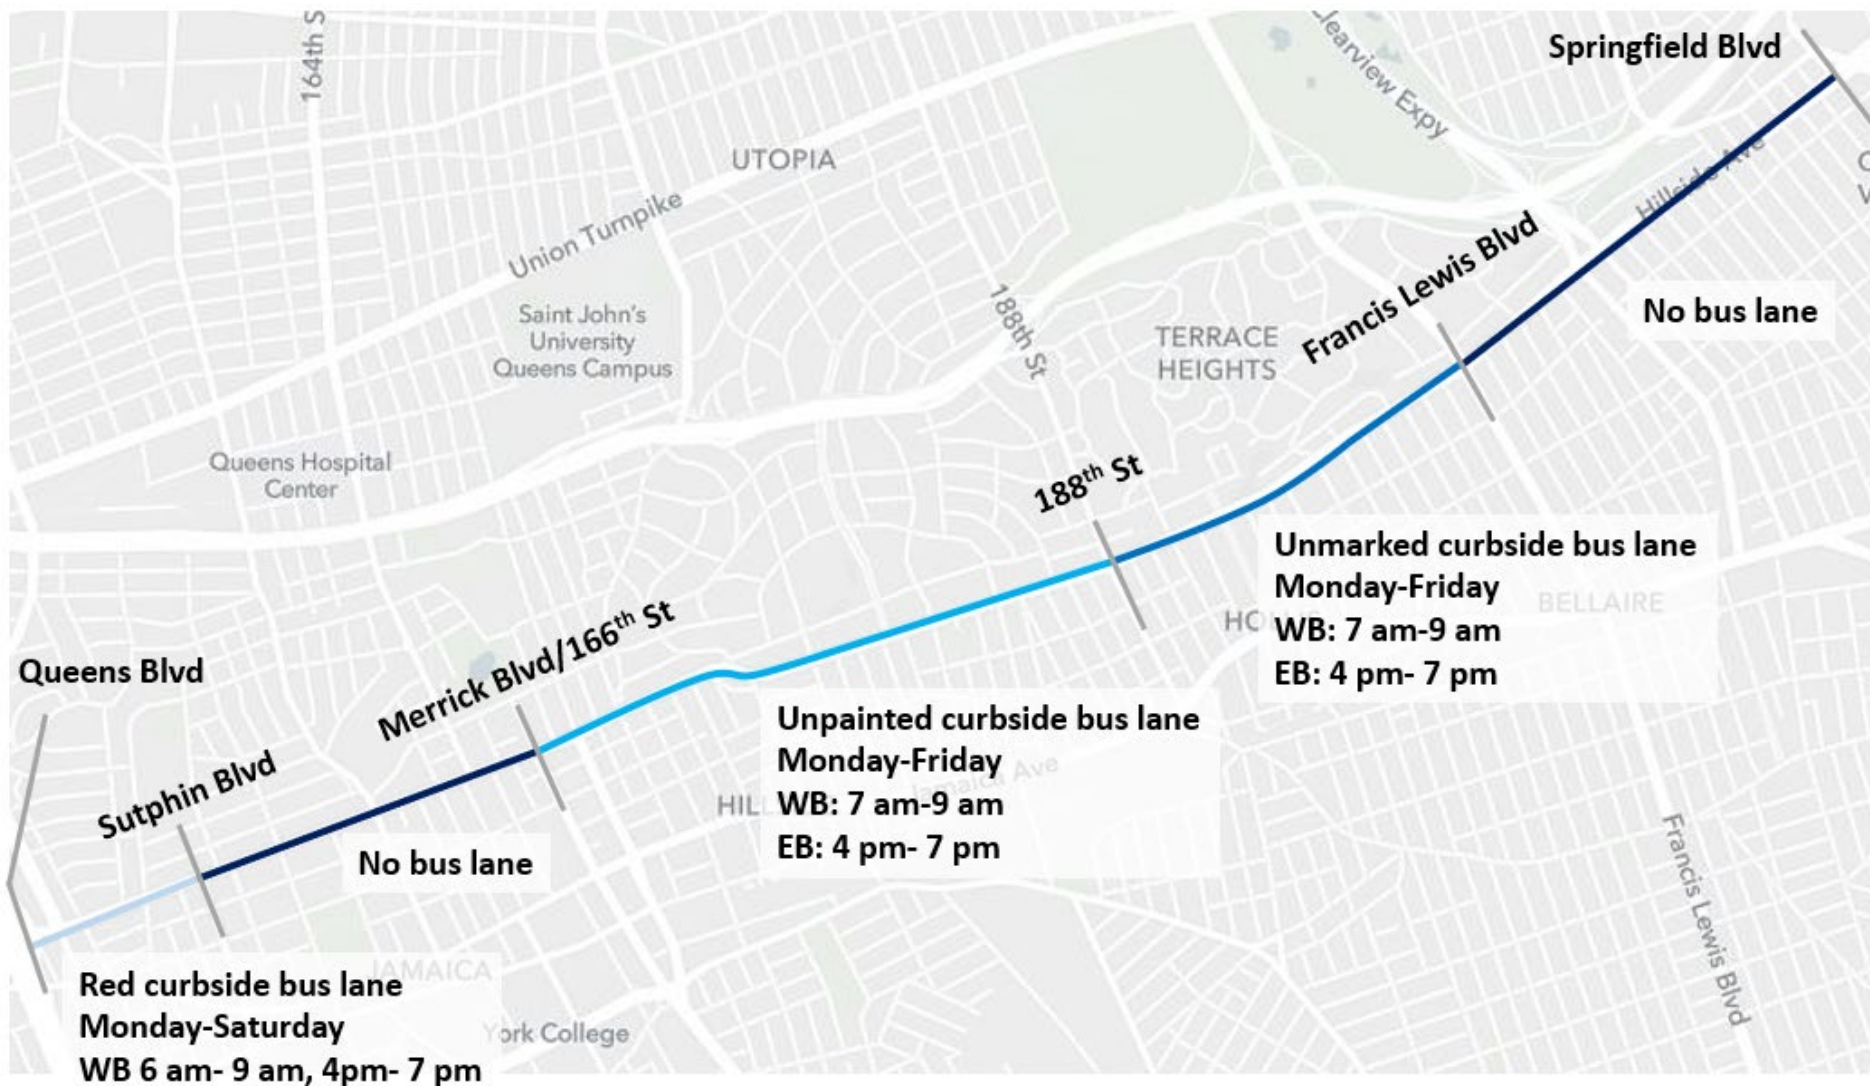 Springfield Blvd
164th S
Clearview Expy
UTOPIA
Union Turnpike
Hillside Ave
Francis Lewis Blvd
188th St
No bus lane
Saint John's
University
Queens Campus
TERRACE
HEIGHTS
Queens Hospital
Center
188th St
Unmarked curbside bus lane
Monday-Friday
WB: 7 am-9 am
EB: 4 pm- 7 pm
BELLAIRE
HOLLIS
Merrick Blvd/166th St
Queens Blvd
Unpainted curbside bus lane
Monday-Friday
WB: 7 am-9 am
EB: 4 pm- 7 pm
Jamaica Ave
HILL
Sutphin Blvd
No bus lane
Francis Lewis Blvd
JAMAICA
Red curbside bus lane
Monday-Saturday
WB 6 am- 9 am, 4pm- 7 pm
York College